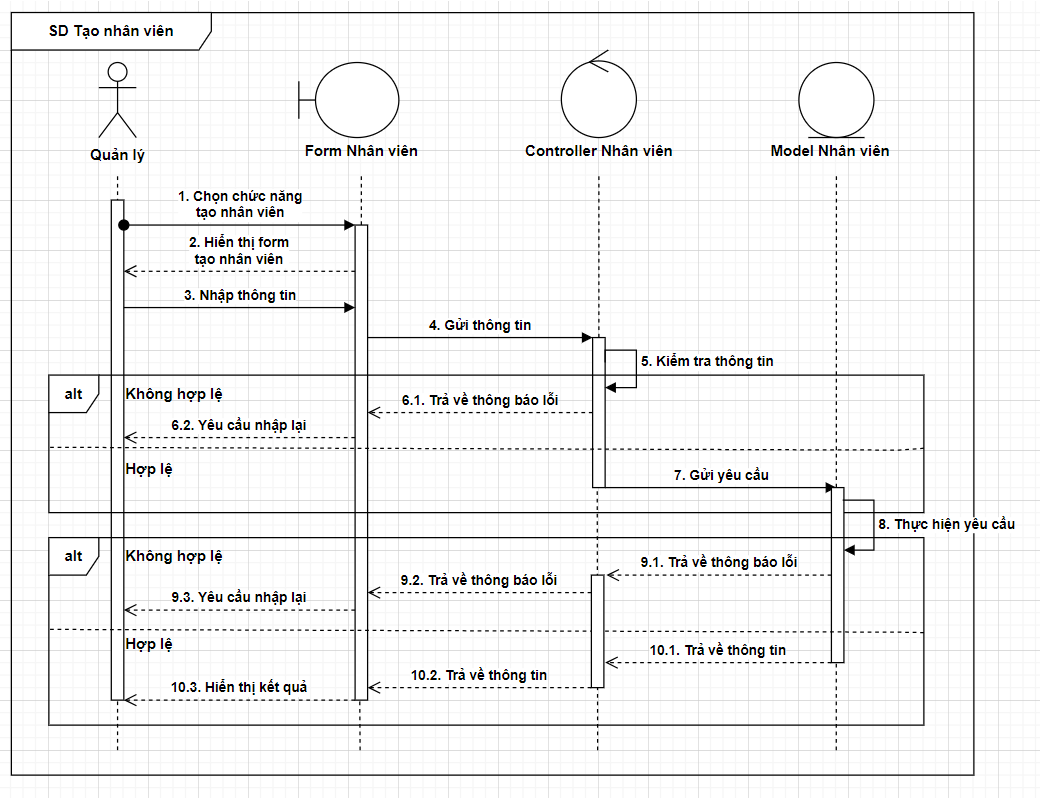 SD Tạo nhân viên
Quản lý
Form Nhân viên
Controller Nhân viên
Model Nhân viên
1. Chọn chức năng
tạo nhân viên
2. Hiển thị form
tạo nhân viên
3. Nhập thông tin
4. Gửi thông tin
5. Kiểm tra thông tin
alt
Không hợp lệ
6.1. Trả về thông báo lỗi
6.2. Yêu cầu nhập lại
Hợp lệ
7. Gửi yêu cầu
8. Thực hiện yêu cầu
alt
Không hợp lệ
9.1. Trả về thông báo lỗi
9.2. Trả về thông báo lỗi
9.3. Yêu cầu nhập lại
Hợp lệ
10.1. Trả về thông tin
10.2. Trả về thông tin
10.3. Hiển thị kết quả